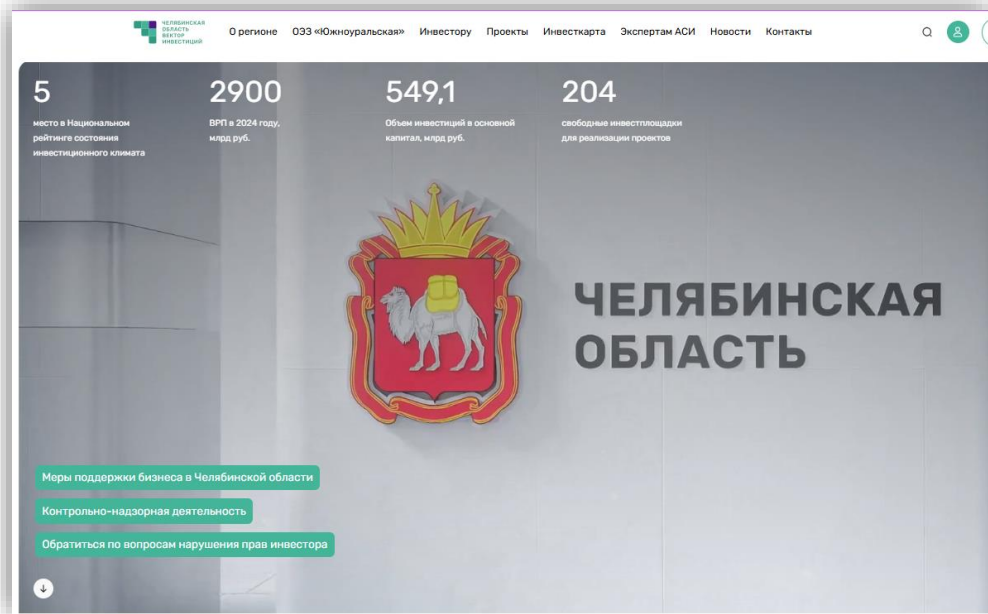 ЧЕЛЯБИНСКАЯ
ОБЛАСТЬ
ВЕКТОР
ИНВЕСТИЦИЙ
О регионе ОЭЗ «Южноуральская» Инвестору Проекты Инвесткарта Экспертам АСИ Новости Контакты
5
место в Национальном
рейтинге состояния
инвестиционного климата
2900
ВРП в 2024 году,
млрд руб.
549,1
Объем инвестиций в основной
капитал, млрд руб.
204
свободные инвестплощадки
для реализации проектов
ЧЕЛЯБИНСКАЯ
ОБЛАСТЬ
Меры поддержки бизнеса в Челябинской области
Контрольно-надзорная деятельность
Обратиться по вопросам нарушения прав инвестора